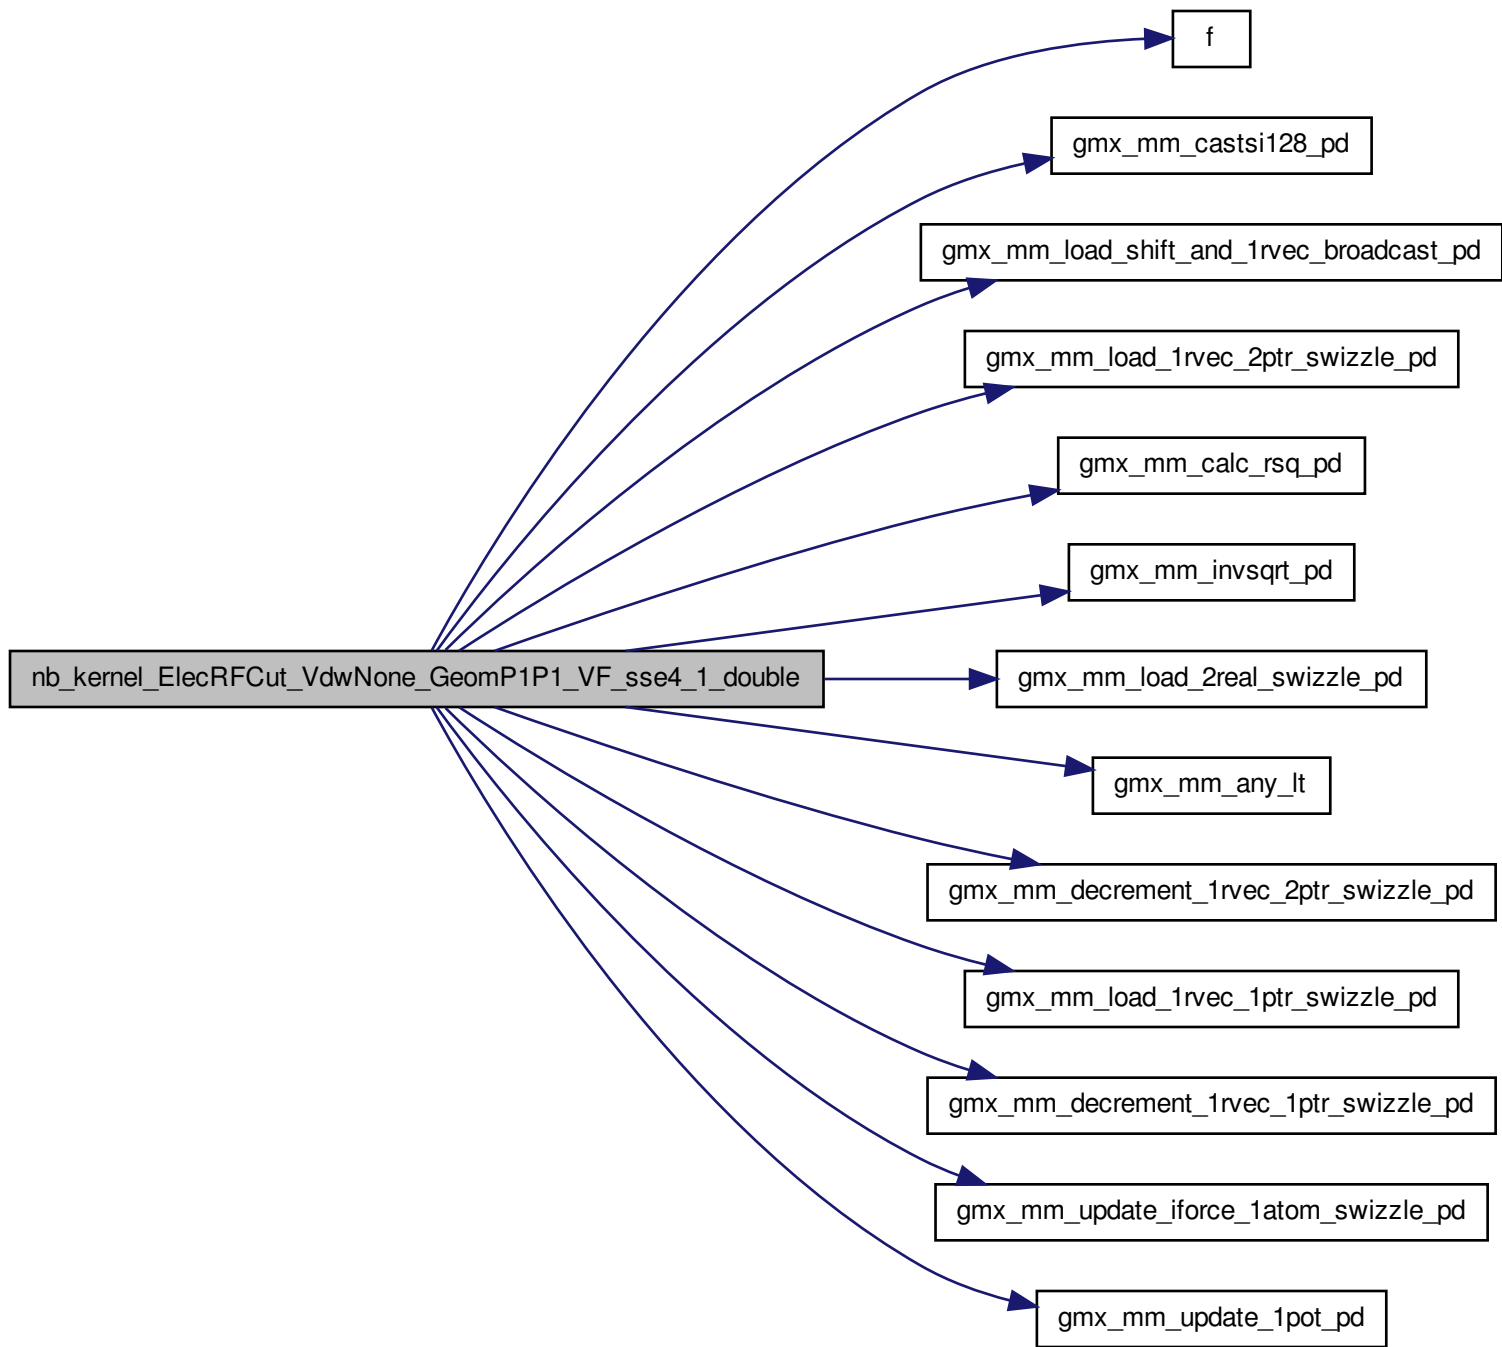 f
gmx_mm_castsi128_pd
gmx_mm_load_shift_and_1rvec_broadcast_pd
gmx_mm_load_1rvec_2ptr_swizzle_pd
gmx_mm_calc_rsq_pd
gmx_mm_invsqrt_pd
nb_kernel_ElecRFCut_VdwNone_GeomP1P1_VF_sse4_1_double
gmx_mm_load_2real_swizzle_pd
gmx_mm_any_lt
gmx_mm_decrement_1rvec_2ptr_swizzle_pd
gmx_mm_load_1rvec_1ptr_swizzle_pd
gmx_mm_decrement_1rvec_1ptr_swizzle_pd
gmx_mm_update_iforce_1atom_swizzle_pd
gmx_mm_update_1pot_pd